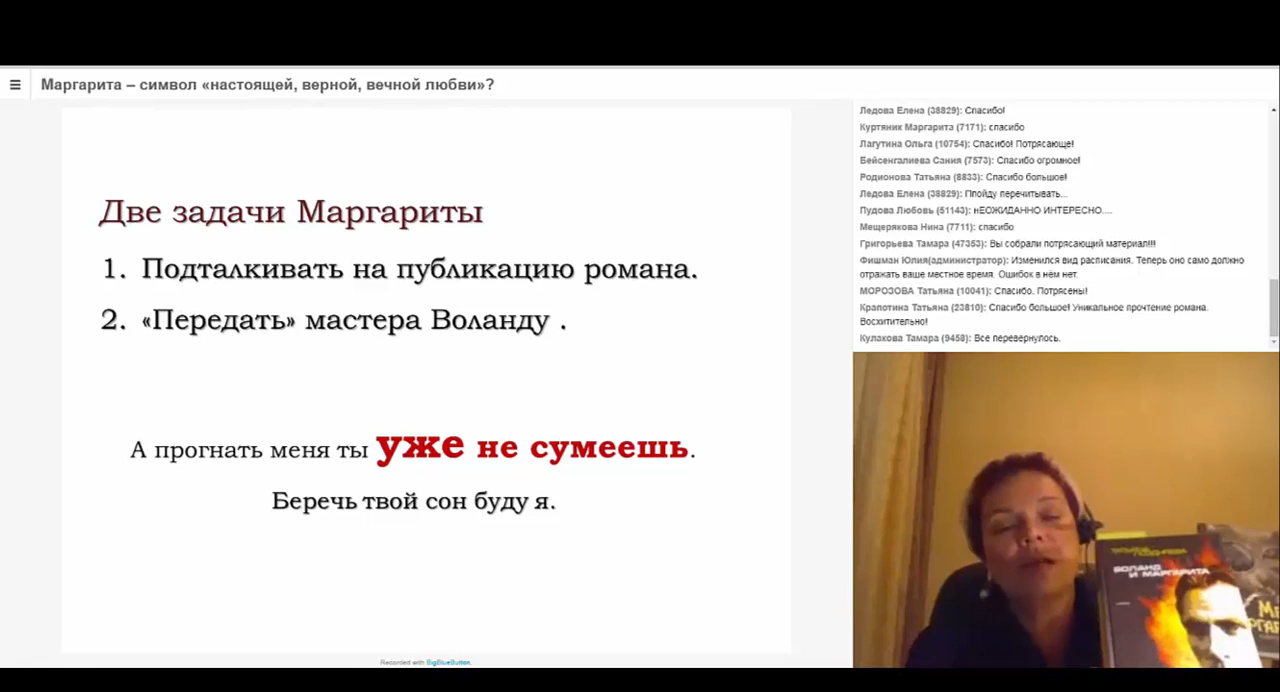 ☰ Маргарита – символ «настоящей, верной, вечной любви»?
Две задачи Маргариты
1. Подталкивать на публикацию романа.
2. «Передать» мастера Воланду .
А прогнать меня ты уже не сумеешь.
Беречь твой сон буду я.
Recorded with BigBlueButton.
Ледова Елена (38829): Спасибо!
Куртяник Маргарита (7171): спасибо
Лагутина Ольга (10754): Спасибо! Потрясающе!
Бейсенгалиева Сания (7573): Спасибо огромное!
Родионова Татьяна (8833): Спасибо большое!
Ледова Елена (38829): Ппойду перечитывать...
Пудова Любовь (51143): нЕОЖИДАННО ИНТЕРЕСНО....
Мещерякова Нина (7711): спасибо
Григорьева Тамара (47353): Вы собрали потрясающий материал!!!
Фишман Юлия(администратор): Изменился вид расписания. Теперь оно само должно
отражать ваше местное время. Ошибок в нём нет.
МОРОЗОВА Татьяна (10041): Спасибо. Потрясены!
Крапотина Татьяна (23810): Спасибо большое! Уникальное прочтение романа.
Восхитительно!
Кулакова Тамара (9458): Все перевернулось.
ВОЛАНД
И МАРГАРИТА